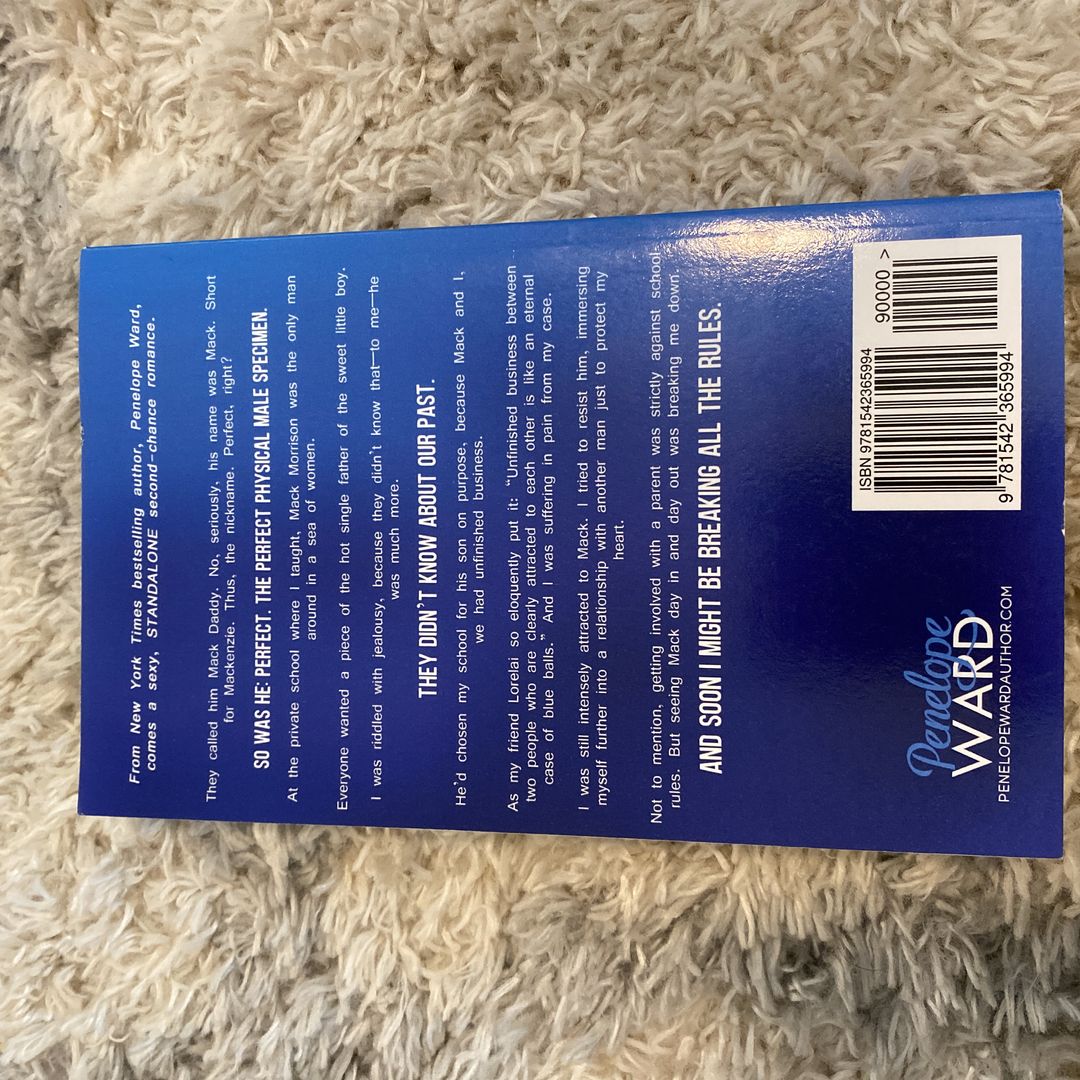 From New York Times bestselling author, Penelope Ward,
comes a sexy, STANDALONE second-chance romance.
They called him Mack Daddy. No, seriously, his name was Mack. Short
for Mackenzie. Thus, the nickname. Perfect, right?
SO WAS HE: PERFECT. THE PERFECT PHYSICAL MALE SPECIMEN.
At the private school where I taught, Mack Morrison was the only man
around in a sea of women.
Everyone wanted a piece of the hot single father of the sweet little boy.
I was riddled with jealousy, because they didn't know that—to me—he
was much more.
THEY DIDN'T KNOW ABOUT OUR PAST.
He'd chosen my school for his son on purpose, because Mack and I,
we had unfinished business.
As my friend Lorelai so eloquently put it: "Unfinished business between
two people who are clearly attracted to each other is like an eternal
case of blue balls." And I was suffering in pain from my case.
I was still intensely attracted to Mack. I tried to resist him, immersing
myself further into a relationship with another man just to protect my
heart.
Not to mention, getting involved with a parent was strictly against school
rules. But seeing Mack day in and day out was breaking me down.
AND SOON I MIGHT BE BREAKING ALL THE RULES.
Penelope
WARD
PENELOPEWARDAUTHOR.COM
ISBN 9781542365994
90000 >
9 781542 365994